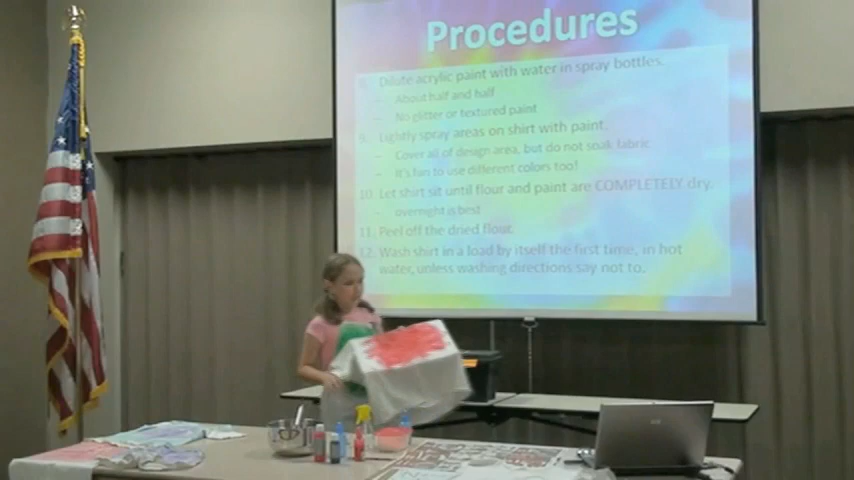 Procedures
8. Dilute acrylic paint with water in spray bottles.
– About half and half
– No glitter or textured paint
9. Lightly spray areas on shirt with paint.
– Cover all of design area, but do not soak fabric
– It's fun to use different colors too!
10. Let shirt sit until flour and paint are COMPLETELY dry.
– overnight is best
11. Peel off the dried flour.
12. Wash shirt in a load by itself the first time, in hot
water, unless washing directions say not to.